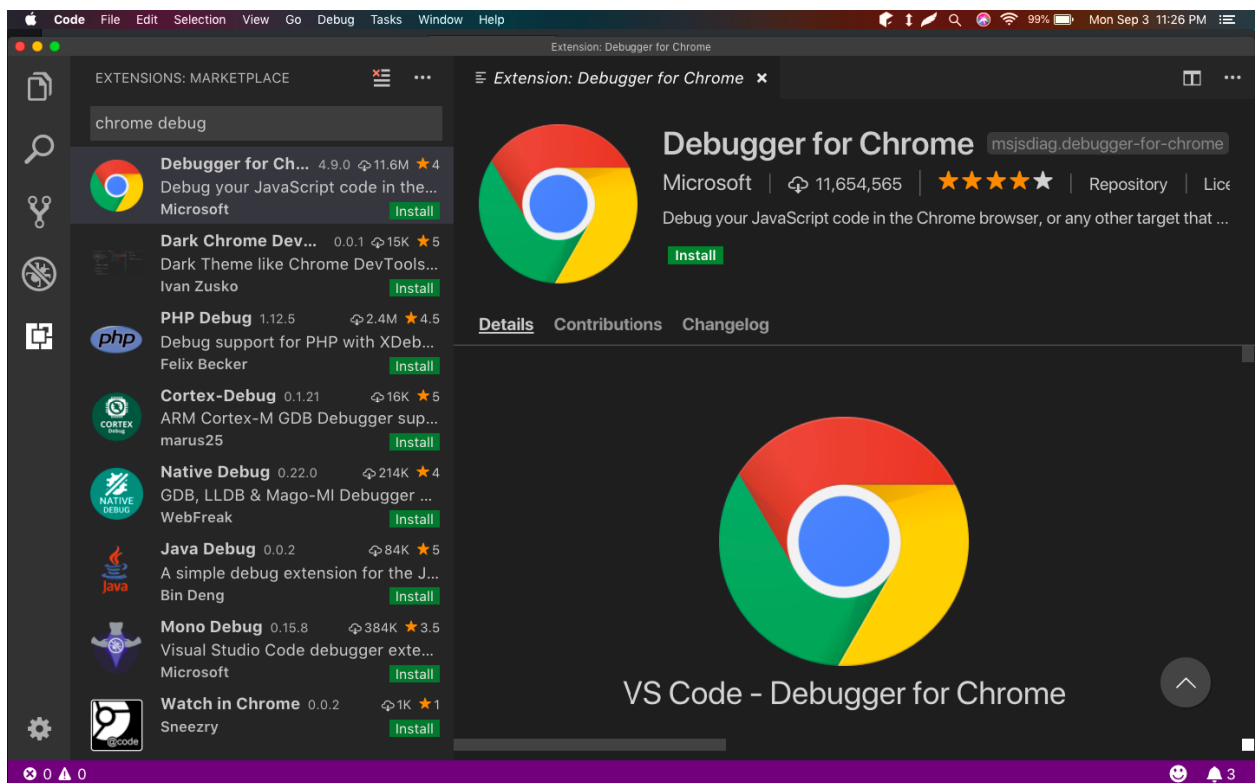 Code File Edit Selection View Go Debug Tasks Window Help 99% Mon Sep 3 11:26 PM
Extension: Debugger for Chrome
EXTENSIONS: MARKETPLACE
chrome debug
Debugger for Ch... 4.9.0 11.6M ★4
Debug your JavaScript code in the...
Microsoft Install
Dark Chrome Dev... 0.0.1 15K ★5
Dark Theme like Chrome DevTools...
Ivan Zusko Install
PHP Debug 1.12.5 2.4M ★4.5
Debug support for PHP with XDeb...
Felix Becker Install
php
Cortex-Debug 0.1.21 16K ★5
ARM Cortex-M GDB Debugger sup...
marus25 Install
CORTEX
Debug
Native Debug 0.22.0 214K ★4
GDB, LLDB & Mago-MI Debugger ...
WebFreak Install
NATIVE
DEBUG
Java Debug 0.0.2 84K ★5
A simple debug extension for the J...
Bin Deng Install
Java
Mono Debug 0.15.8 384K ★3.5
Visual Studio Code debugger exte...
Microsoft Install
Watch in Chrome 0.0.2 1K ★1
Sneezry Install
@code
Extension: Debugger for Chrome ×
Debugger for Chrome msjsdiag.debugger-for-chrome
Microsoft | 11,654,565 | ★★★★★ | Repository | Lice
Debug your JavaScript code in the Chrome browser, or any other target that ...
Install
Details Contributions Changelog
VS Code - Debugger for Chrome
0 0 3